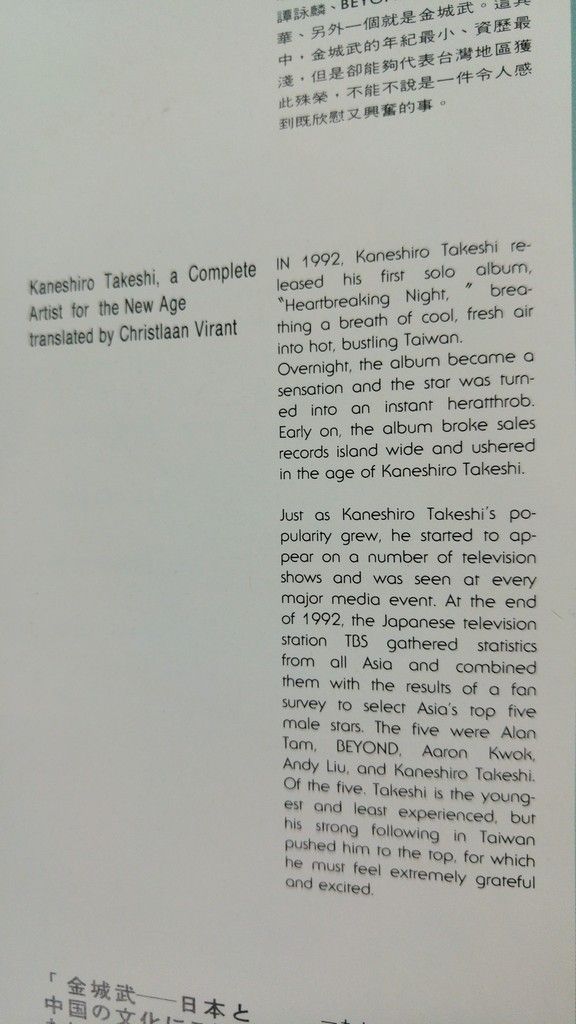 譚詠麟、BEYON
華、另外一個就是金城武。這其
中，金城武的年紀最小、資歷最
淺，但是卻能夠代表台灣地區獲
此殊榮，不能不說是一件令人感
到既欣慰又興奮的事。
Kaneshiro Takeshi, a Complete
Artist for the New Age
translated by Christlaan Virant
IN 1992, Kaneshiro Takeshi re-
leased his first solo album,
“Heartbreaking Night, ” brea-
thing a breath of cool, fresh air
into hot, bustling Taiwan.
Overnight, the album became a
sensation and the star was turn-
ed into an instant heratthrob.
Early on, the album broke sales
records island wide and ushered
in the age of Kaneshiro Takeshi.
Just as Kaneshiro Takeshi's po-
pularity grew, he started to ap-
pear on a number of television
shows and was seen at every
major media event. At the end
of 1992, the Japanese television
station TBS gathered statistics
from all Asia and combined
them with the results of a fan
survey to select Asia's top five
male stars. The five were Alan
Tam, BEYOND, Aaron Kwok,
Andy Liu, and Kaneshiro Takeshi.
Of the five. Takeshi is the young-
est and least experienced, but
his strong following in Taiwan
pushed him to the top, for which
he must feel extremely grateful
and excited.
「金城武──日本と
中国の文化に